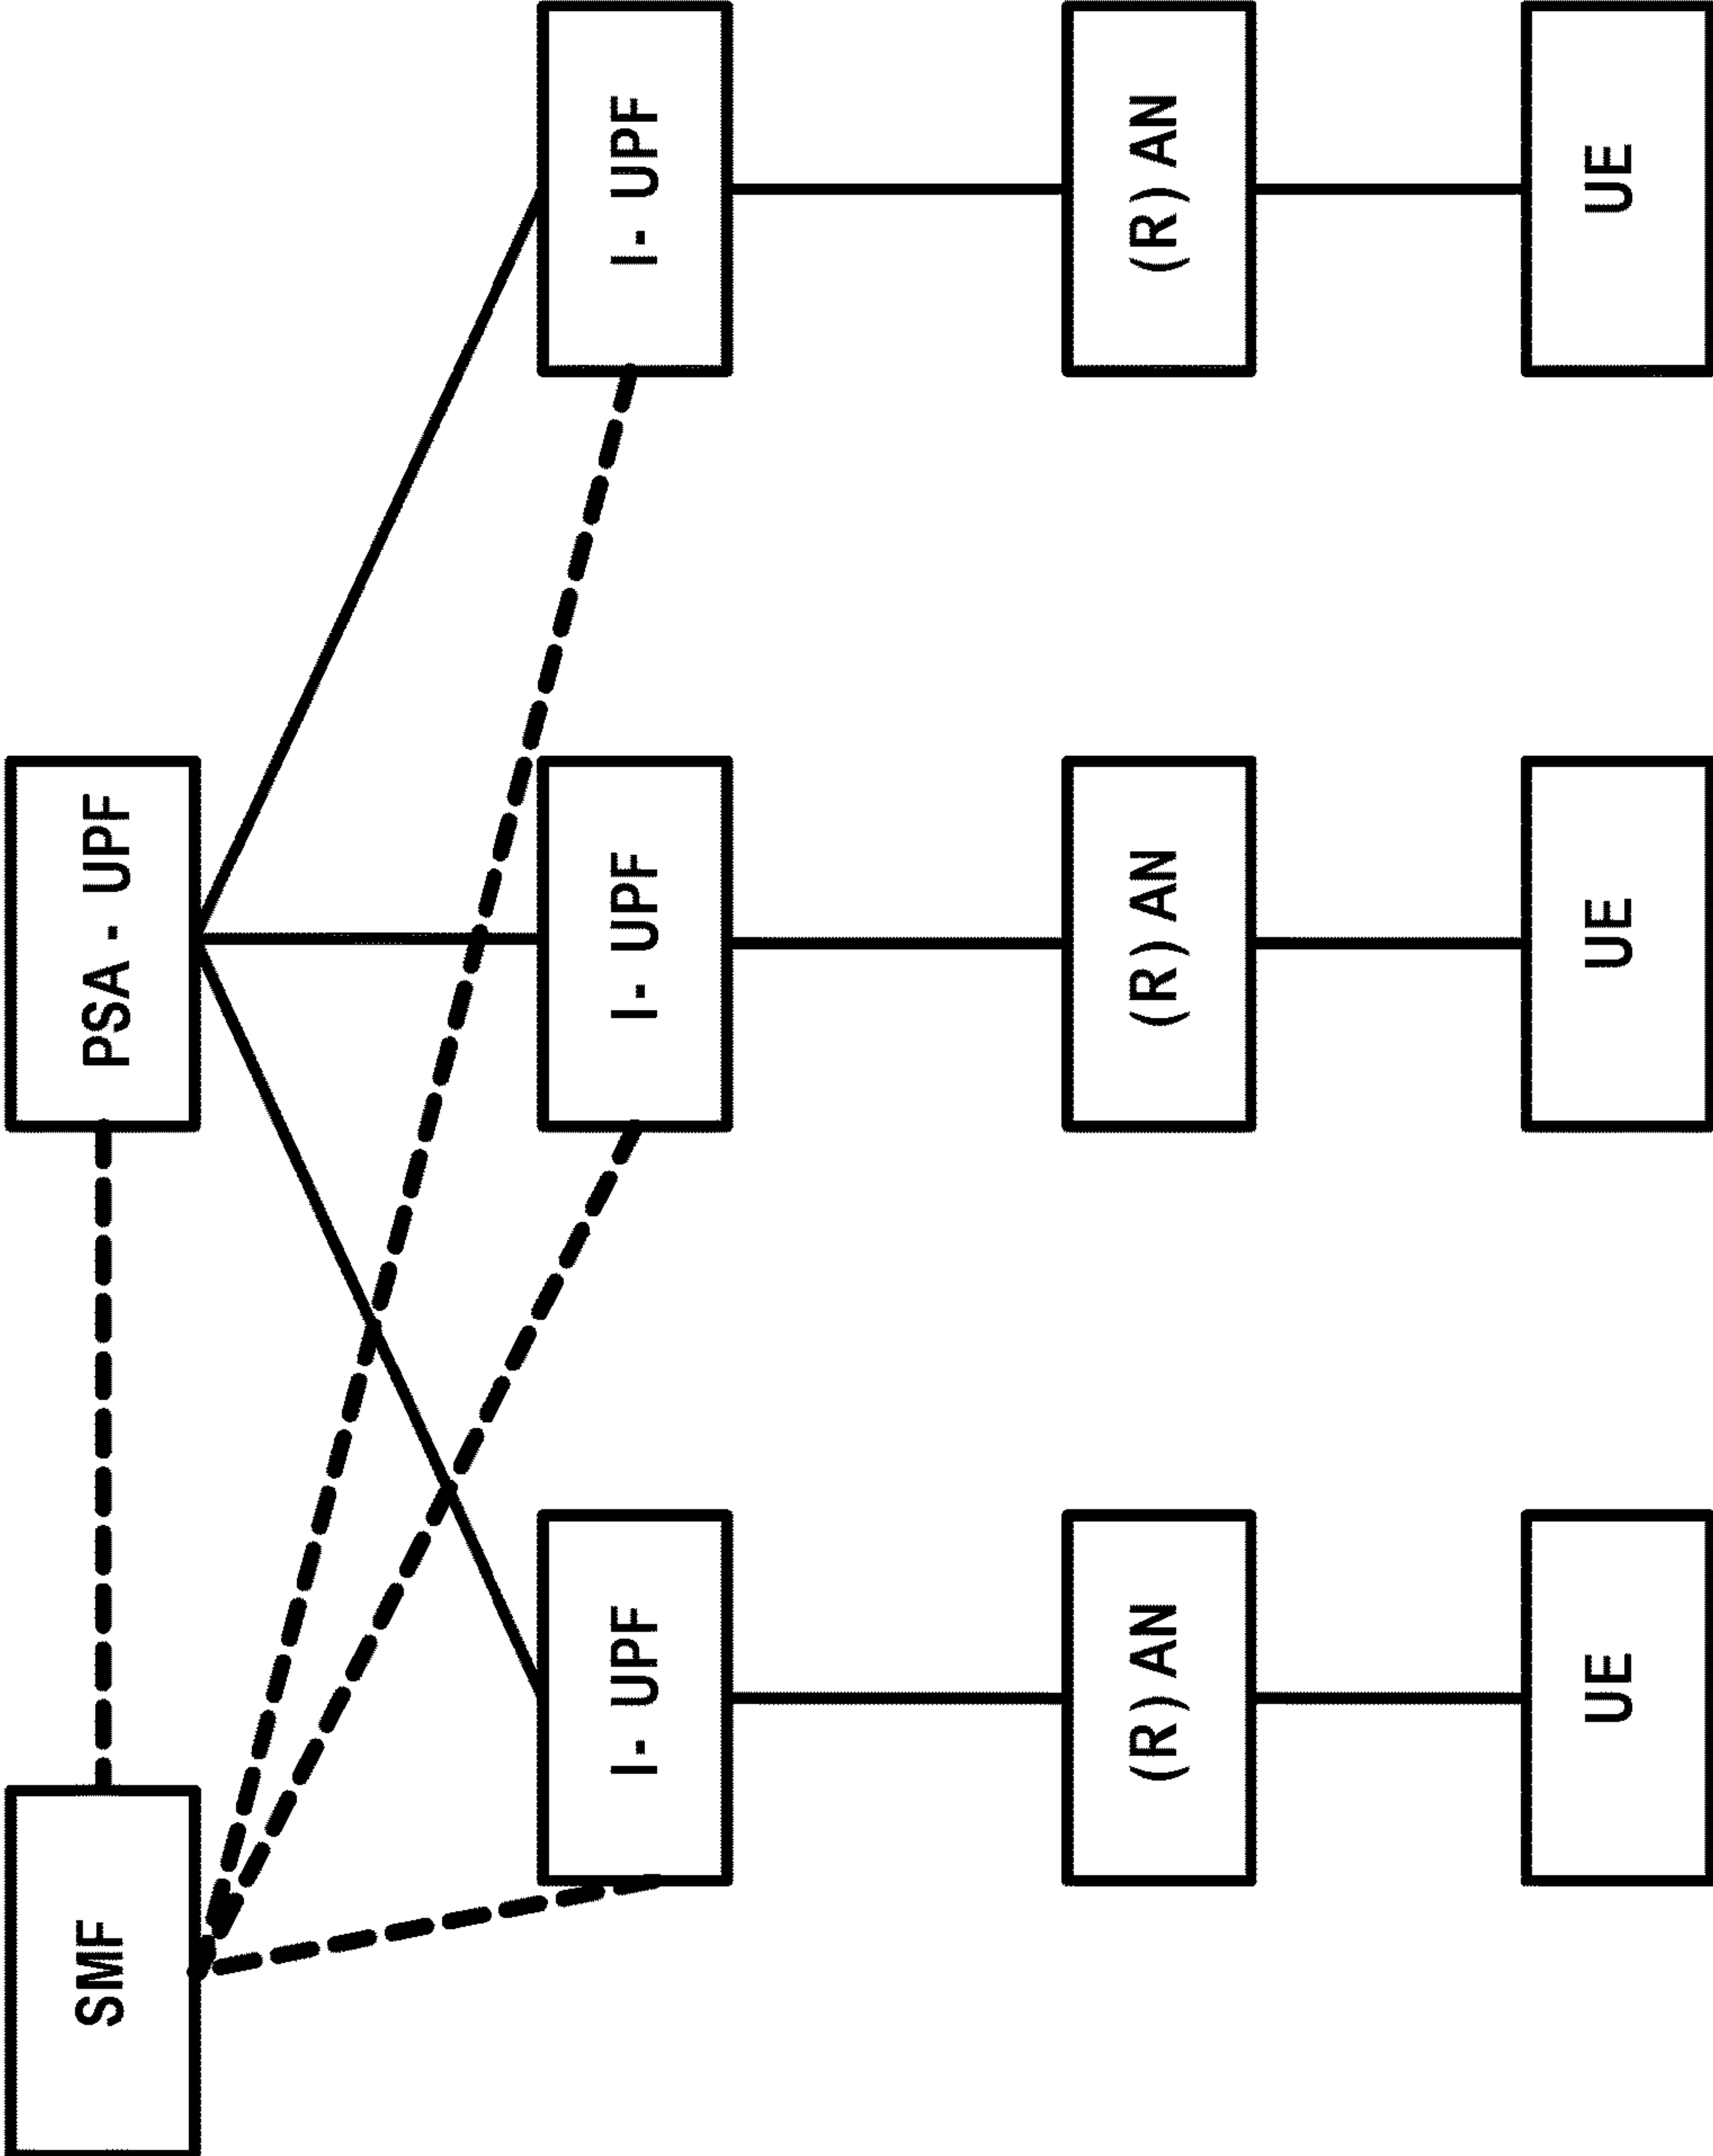 SMF
PSA - UPF
I- UPF
I- UPF
I- UPF
(R) AN
(R) AN
(R) AN
UE
UE
UE